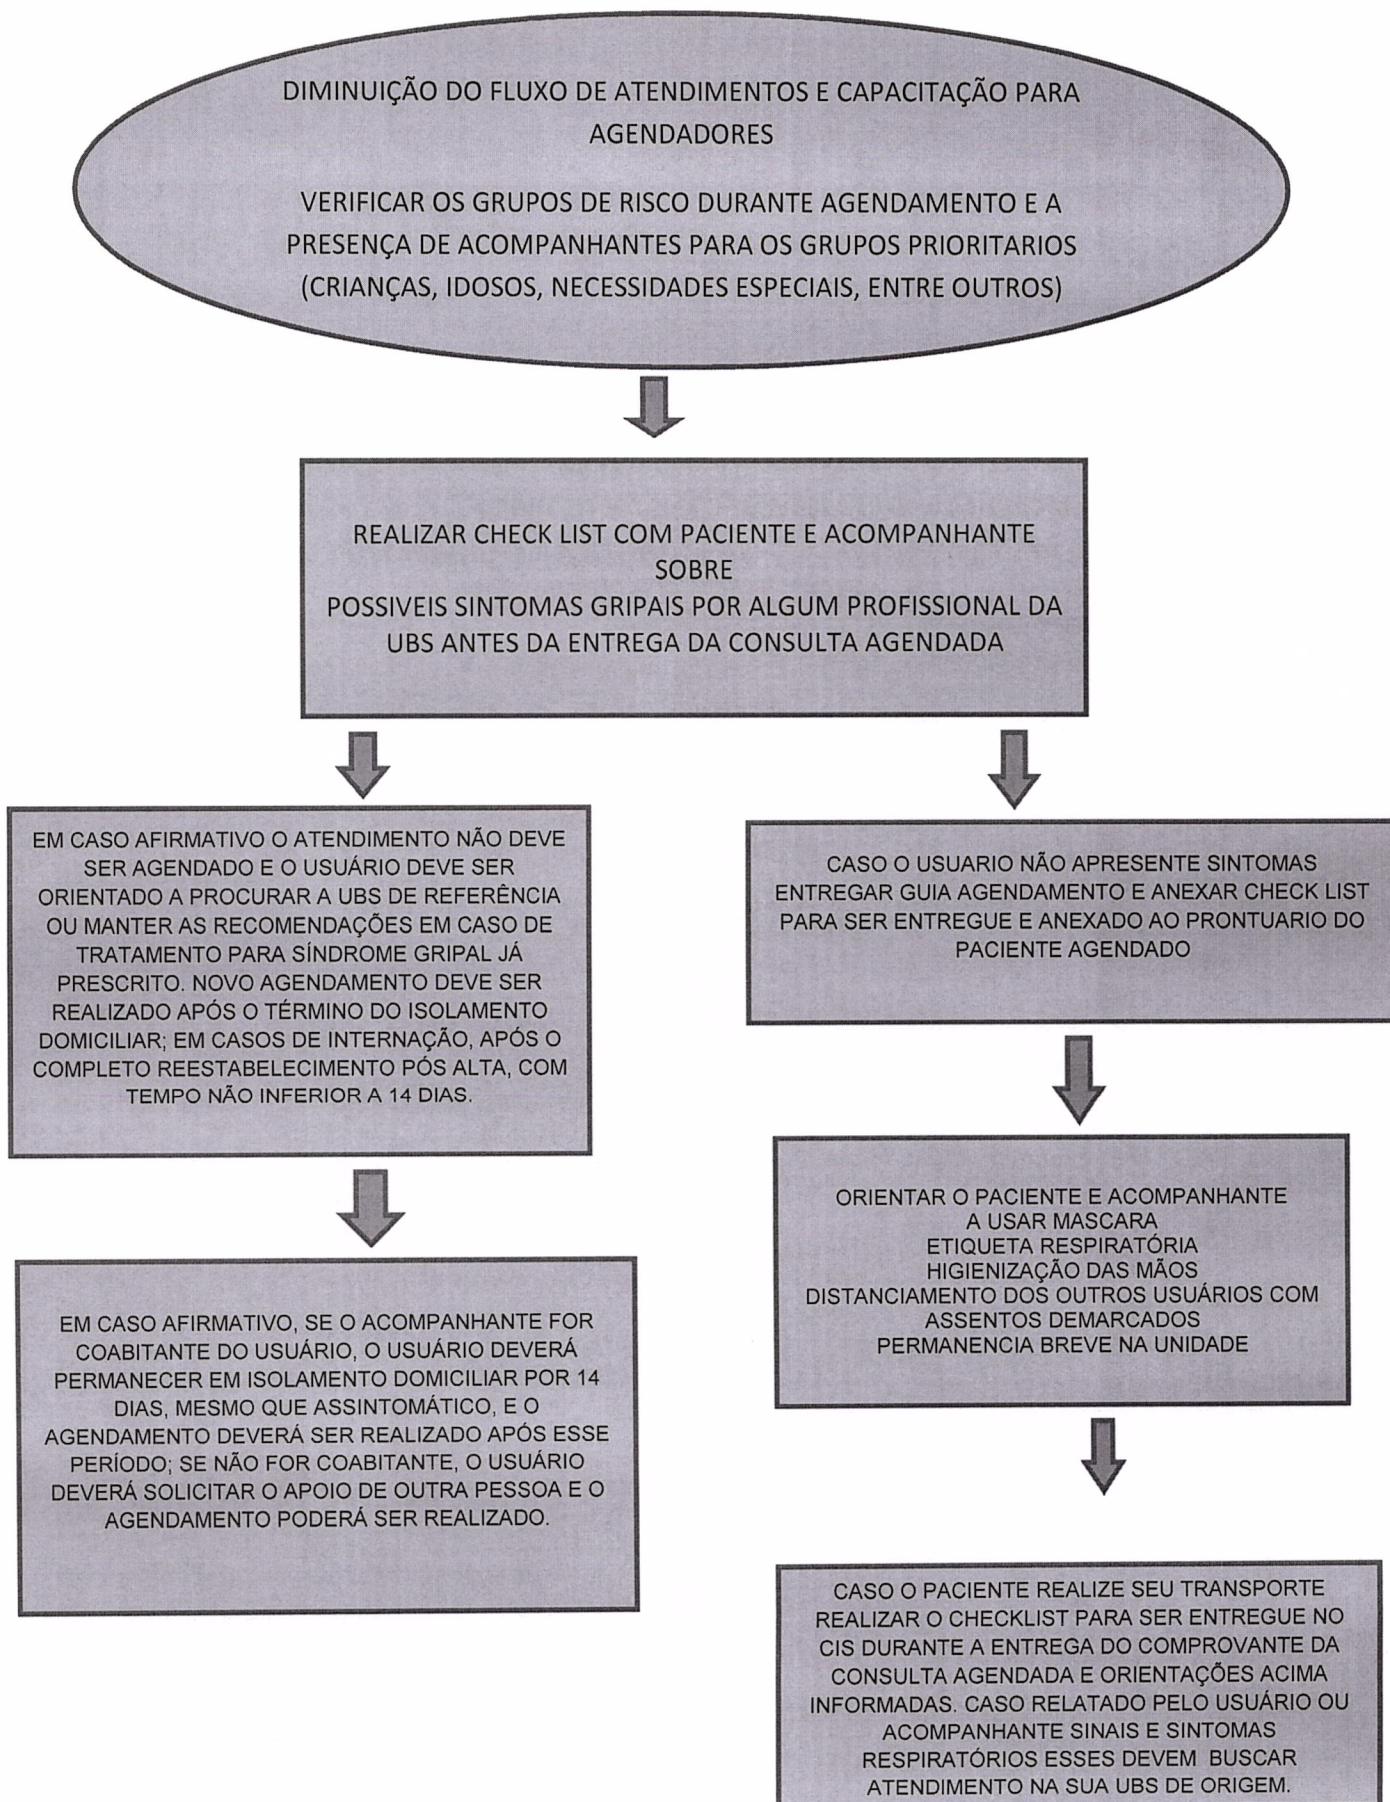 DIMINUIÇÃO DO FLUXO DE ATENDIMENTOS E CAPACITAÇÃO PARA
AGENDADORES
VERIFICAR OS GRUPOS DE RISCO DURANTE AGENDAMENTO E A
PRESENÇA DE ACOMPANHANTES PARA OS GRUPOS PRIORITARIOS
(CRIANÇAS, IDOSOS, NECESSIDADES ESPECIAIS, ENTRE OUTROS)
REALIZAR CHECK LIST COM PACIENTE E ACOMPANHANTE
SOBRE
POSSIVEIS SINTOMAS GRIPAIS POR ALGUM PROFISSIONAL DA
UBS ANTES DA ENTREGA DA CONSULTA AGENDADA
EM CASO AFIRMATIVO O ATENDIMENTO NÃO DEVE
SER AGENDADO E O USUÁRIO DEVE SER
ORIENTADO A PROCURAR A UBS DE REFERÊNCIA
OU MANTER AS RECOMENDAÇÕES EM CASO DE
TRATAMENTO PARA SÍNDROME GRIPAL JÁ
PRESCRITO. NOVO AGENDAMENTO DEVE SER
REALIZADO APÓS O TÉRMINO DO ISOLAMENTO
DOMICILIAR; EM CASOS DE INTERNAÇÃO, APÓS O
COMPLETO REESTABELECIMENTO PÓS ALTA, COM
TEMPO NÃO INFERIOR A 14 DIAS.
EM CASO AFIRMATIVO, SE O ACOMPANHANTE FOR
COABITANTE DO USUÁRIO, O USUÁRIO DEVERÁ
PERMANECER EM ISOLAMENTO DOMICILIAR POR 14
DIAS, MESMO QUE ASSINTOMÁTICO, E O
AGENDAMENTO DEVERÁ SER REALIZADO APÓS ESSE
PERÍODO; SE NÃO FOR COABITANTE, O USUÁRIO
DEVERÁ SOLICITAR O APOIO DE OUTRA PESSOA E O
AGENDAMENTO PODERÁ SER REALIZADO.
CASO O USUARIO NÃO APRESENTE SINTOMAS
ENTREGAR GUIA AGENDAMENTO E ANEXAR CHECK LIST
PARA SER ENTREGUE E ANEXADO AO PRONTUARIO DO
PACIENTE AGENDADO
ORIENTAR O PACIENTE E ACOMPANHANTE
A USAR MASCARA
ETIQUETA RESPIRATÓRIA
HIGIENIZAÇÃO DAS MÃOS
DISTANCIAMENTO DOS OUTROS USUÁRIOS COM
ASSENTOS DEMARCADOS
PERMANENCIA BREVE NA UNIDADE
CASO O PACIENTE REALIZE SEU TRANSPORTE
REALIZAR O CHECKLIST PARA SER ENTREGUE NO
CIS DURANTE A ENTREGA DO COMPROVANTE DA
CONSULTA AGENDADA E ORIENTAÇÕES ACIMA
INFORMADAS. CASO RELATADO PELO USUÁRIO OU
ACOMPANHANTE SINAIS E SINTOMAS
RESPIRATÓRIOS ESSES DEVEM BUSCAR
ATENDIMENTO NA SUA UBS DE ORIGEM.